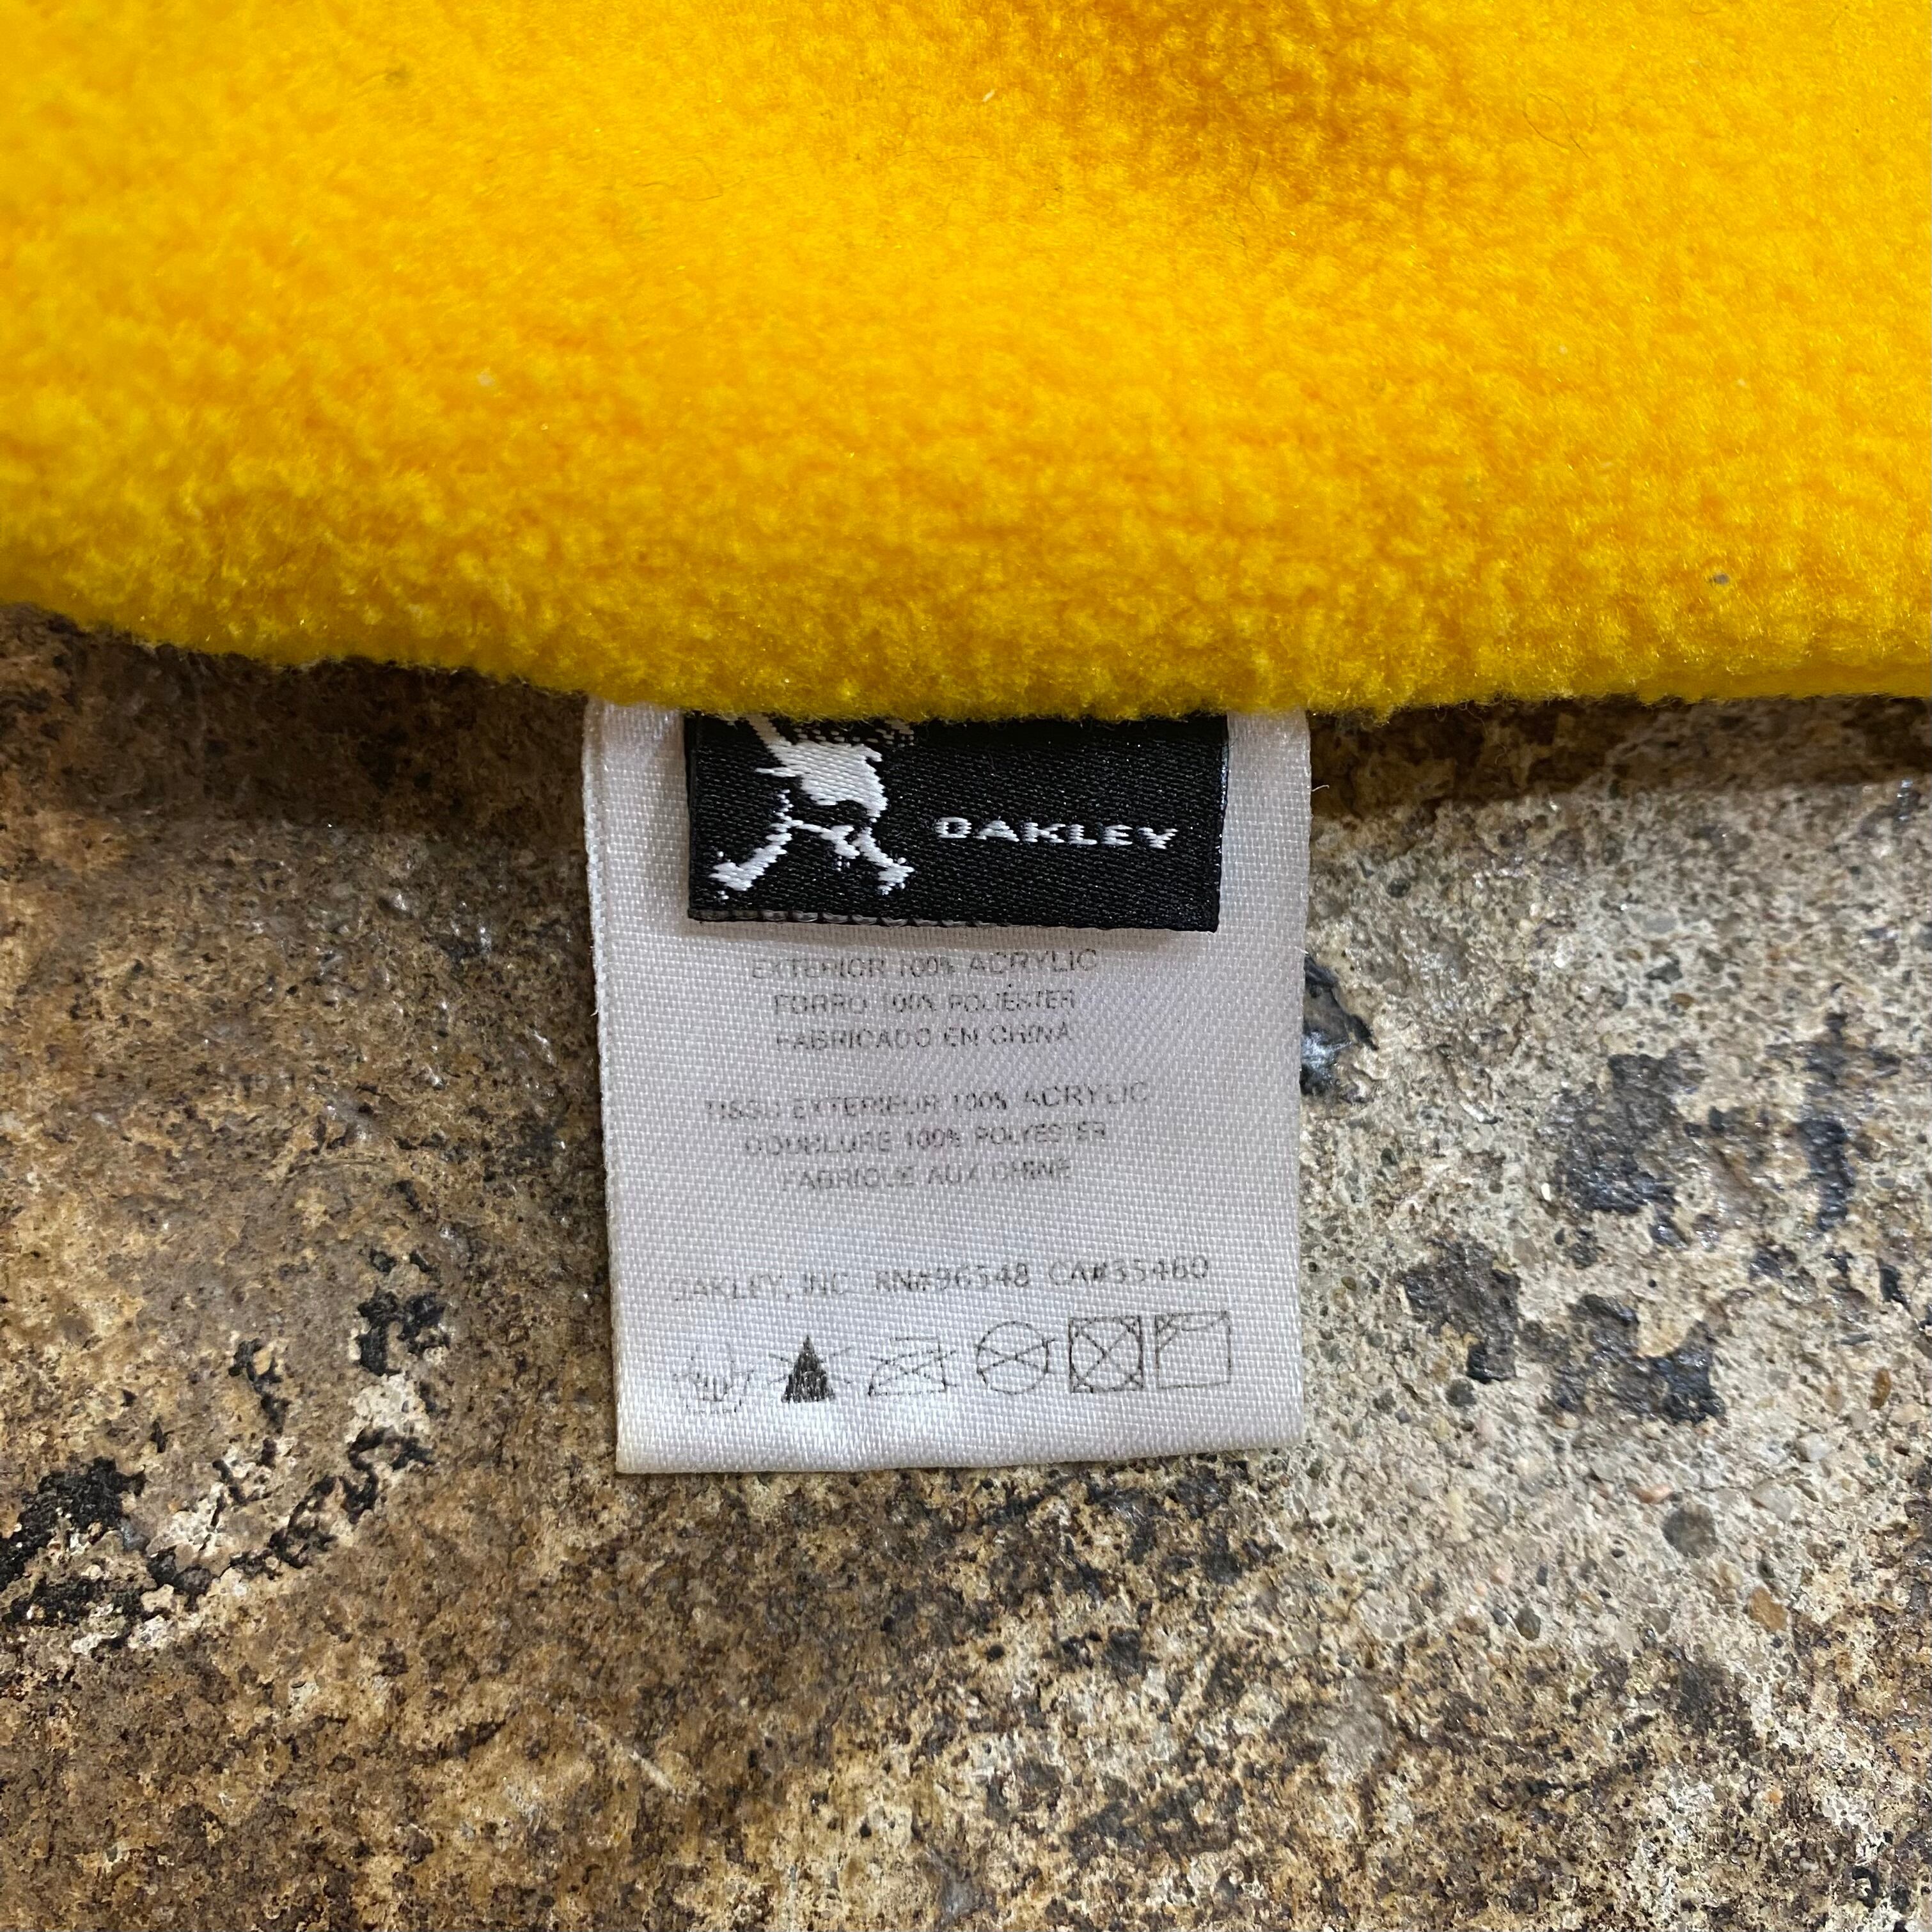 OAKLEY
EXTERIOR 100% ACRYLIC
FORRO 100% POLIÉSTER
FABRICADO EN CHINA
TISSU EXTERIEUR 100% ACRYLIC
DOUBLURE 100% POLYESTER
FABRIQUE AUX CHINE
OAKLEY, INC RN#96548 CA#35460